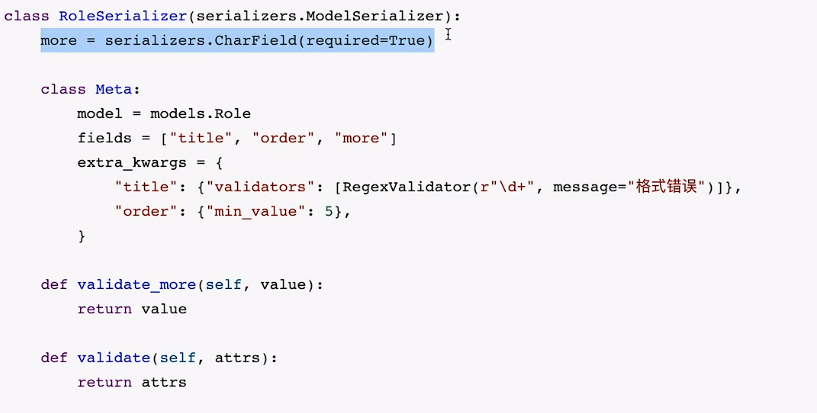 class RoleSerializer(serializers.ModelSerializer):
    more = serializers.CharField(required=True)
    class Meta:
        model = models.Role
        fields = ["title", "order", "more"]
        extra_kwargs = {
            "title": {"validators": [RegexValidator(r"\d+", message="格式错误")]},
            "order": {"min_value": 5},
        }
    def validate_more(self, value):
        return value
    def validate(self, attrs):
        return attrs